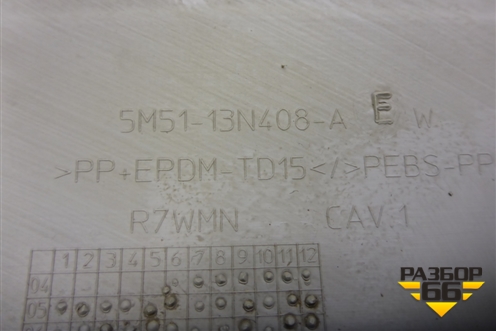 5M51-13N408-A E W
>PP+EPDM-TD15</>PEBS-PP
R7WMN CAV.1
1 2 3 4 5 6 7 8 9 10 11 12
04
05
РАЗБОР
66